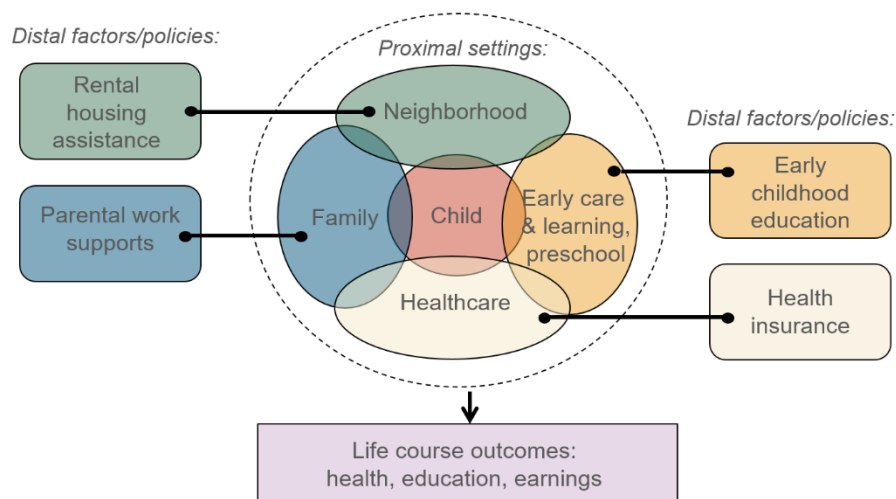 Distal factors/policies:
Rental
housing
assistance
Parental work
supports
Proximal settings:
Neighborhood
Family
Child
Early care
& learning,
preschool
Healthcare
Distal factors/policies:
Early
childhood
education
Health
insurance
Life course outcomes:
health, education, earnings